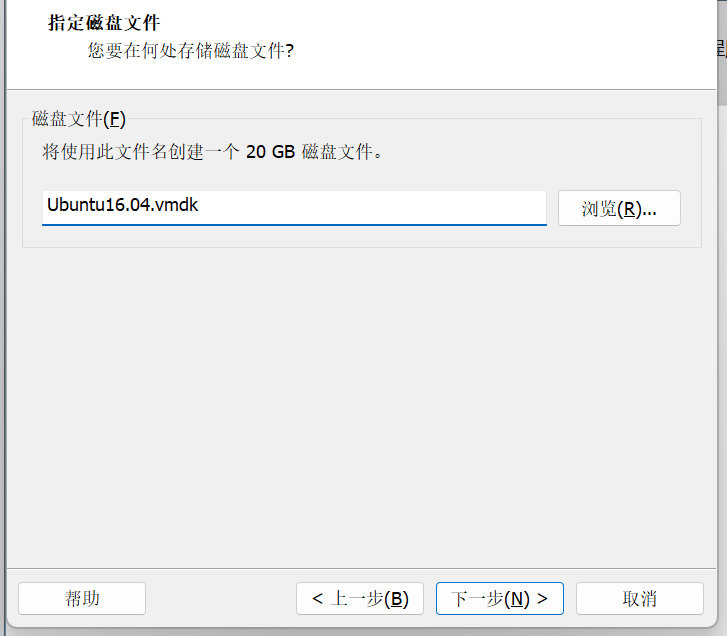 指定磁盘文件
您要在何处存储磁盘文件?
磁盘文件(F)
将使用此文件名创建一个 20 GB 磁盘文件。
Ubuntu16.04.vmdk
浏览(R)...
帮助
< 上一步(B)
下一步(N) >
取消